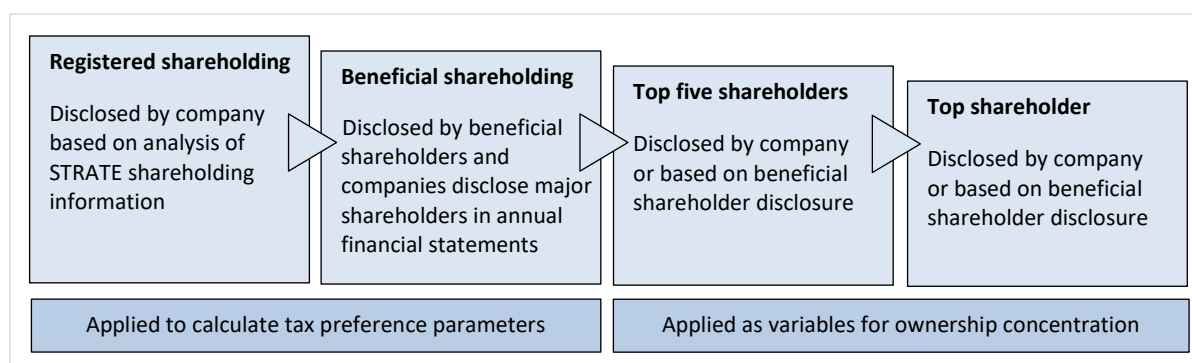 Registered shareholding
Disclosed by company
based on analysis of
STRATE shareholding
information
Beneficial shareholding
Disclosed by beneficial
shareholders and
companies disclose major
shareholders in annual
financial statements
Top five shareholders
Disclosed by company
or based on beneficial
shareholder disclosure
Top shareholder
Disclosed by company
or based on beneficial
shareholder disclosure
Applied to calculate tax preference parameters
Applied as variables for ownership concentration